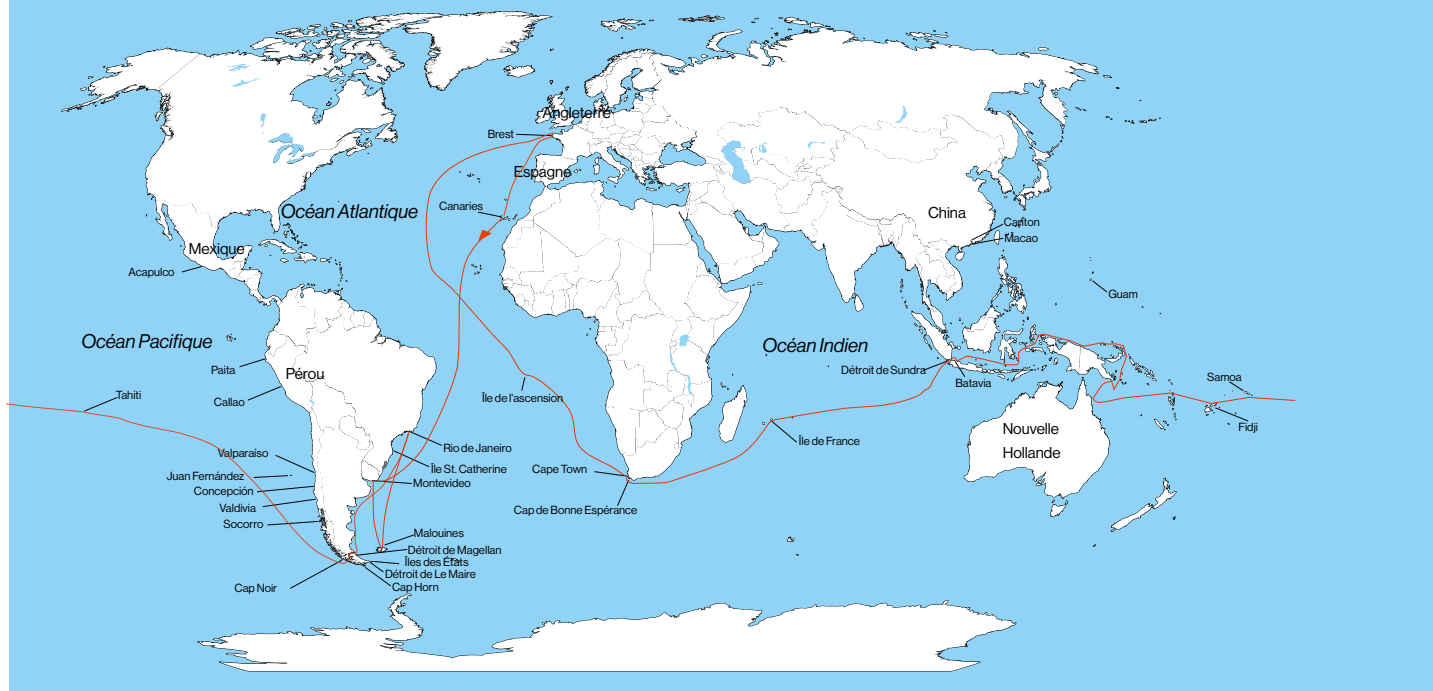 Angleterre
Brest
Espagne
Canaries
Océan Atlantique
China
Canton
Macao
Mexique
Acapulco
Guam
Océan Pacifique
Océan Indien
Paita
Pérou
Détroit de Sundra
Batavia
Samoa
Tahiti
Callao
Île de l'ascension
Fidji
Nouvelle
Hollande
Île de France
Rio de Janeiro
Valparaiso
Île St. Catherine
Cape Town
Juan Fernández
Montevideo
Concepción
Valdivia
Cap de Bonne Espérance
Socorro
Malouines
Détroit de Magellan
Îles des États
Détroit de Le Maire
Cap Noir
Cap Horn